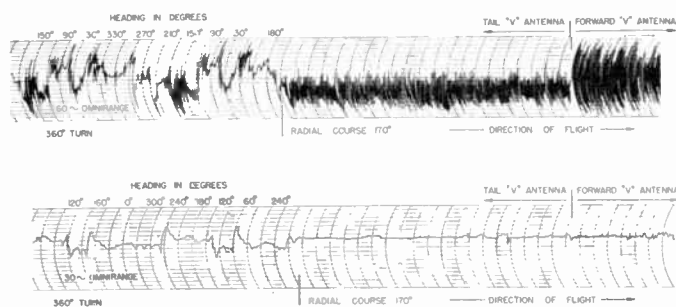 HEADING IN DEGREES
TAIL "V" ANTENNA FORWARD "V" ANTENNA
150° 90° 30° 330° 270° 210° 90° 30° 180°
60~ OMNIRANGE
360° TURN
RADIAL COURSE 170° DIRECTION OF FLIGHT
HEADING IN DEGREES
TAIL "V" ANTENNA FORWARD "V" ANTENNA
120° 60° 0° 300° 240° 180° 120° 60° 240°
30~ OMNIRANGE
360° TURN
RADIAL COURSE 170° DIRECTION OF FLIGHT